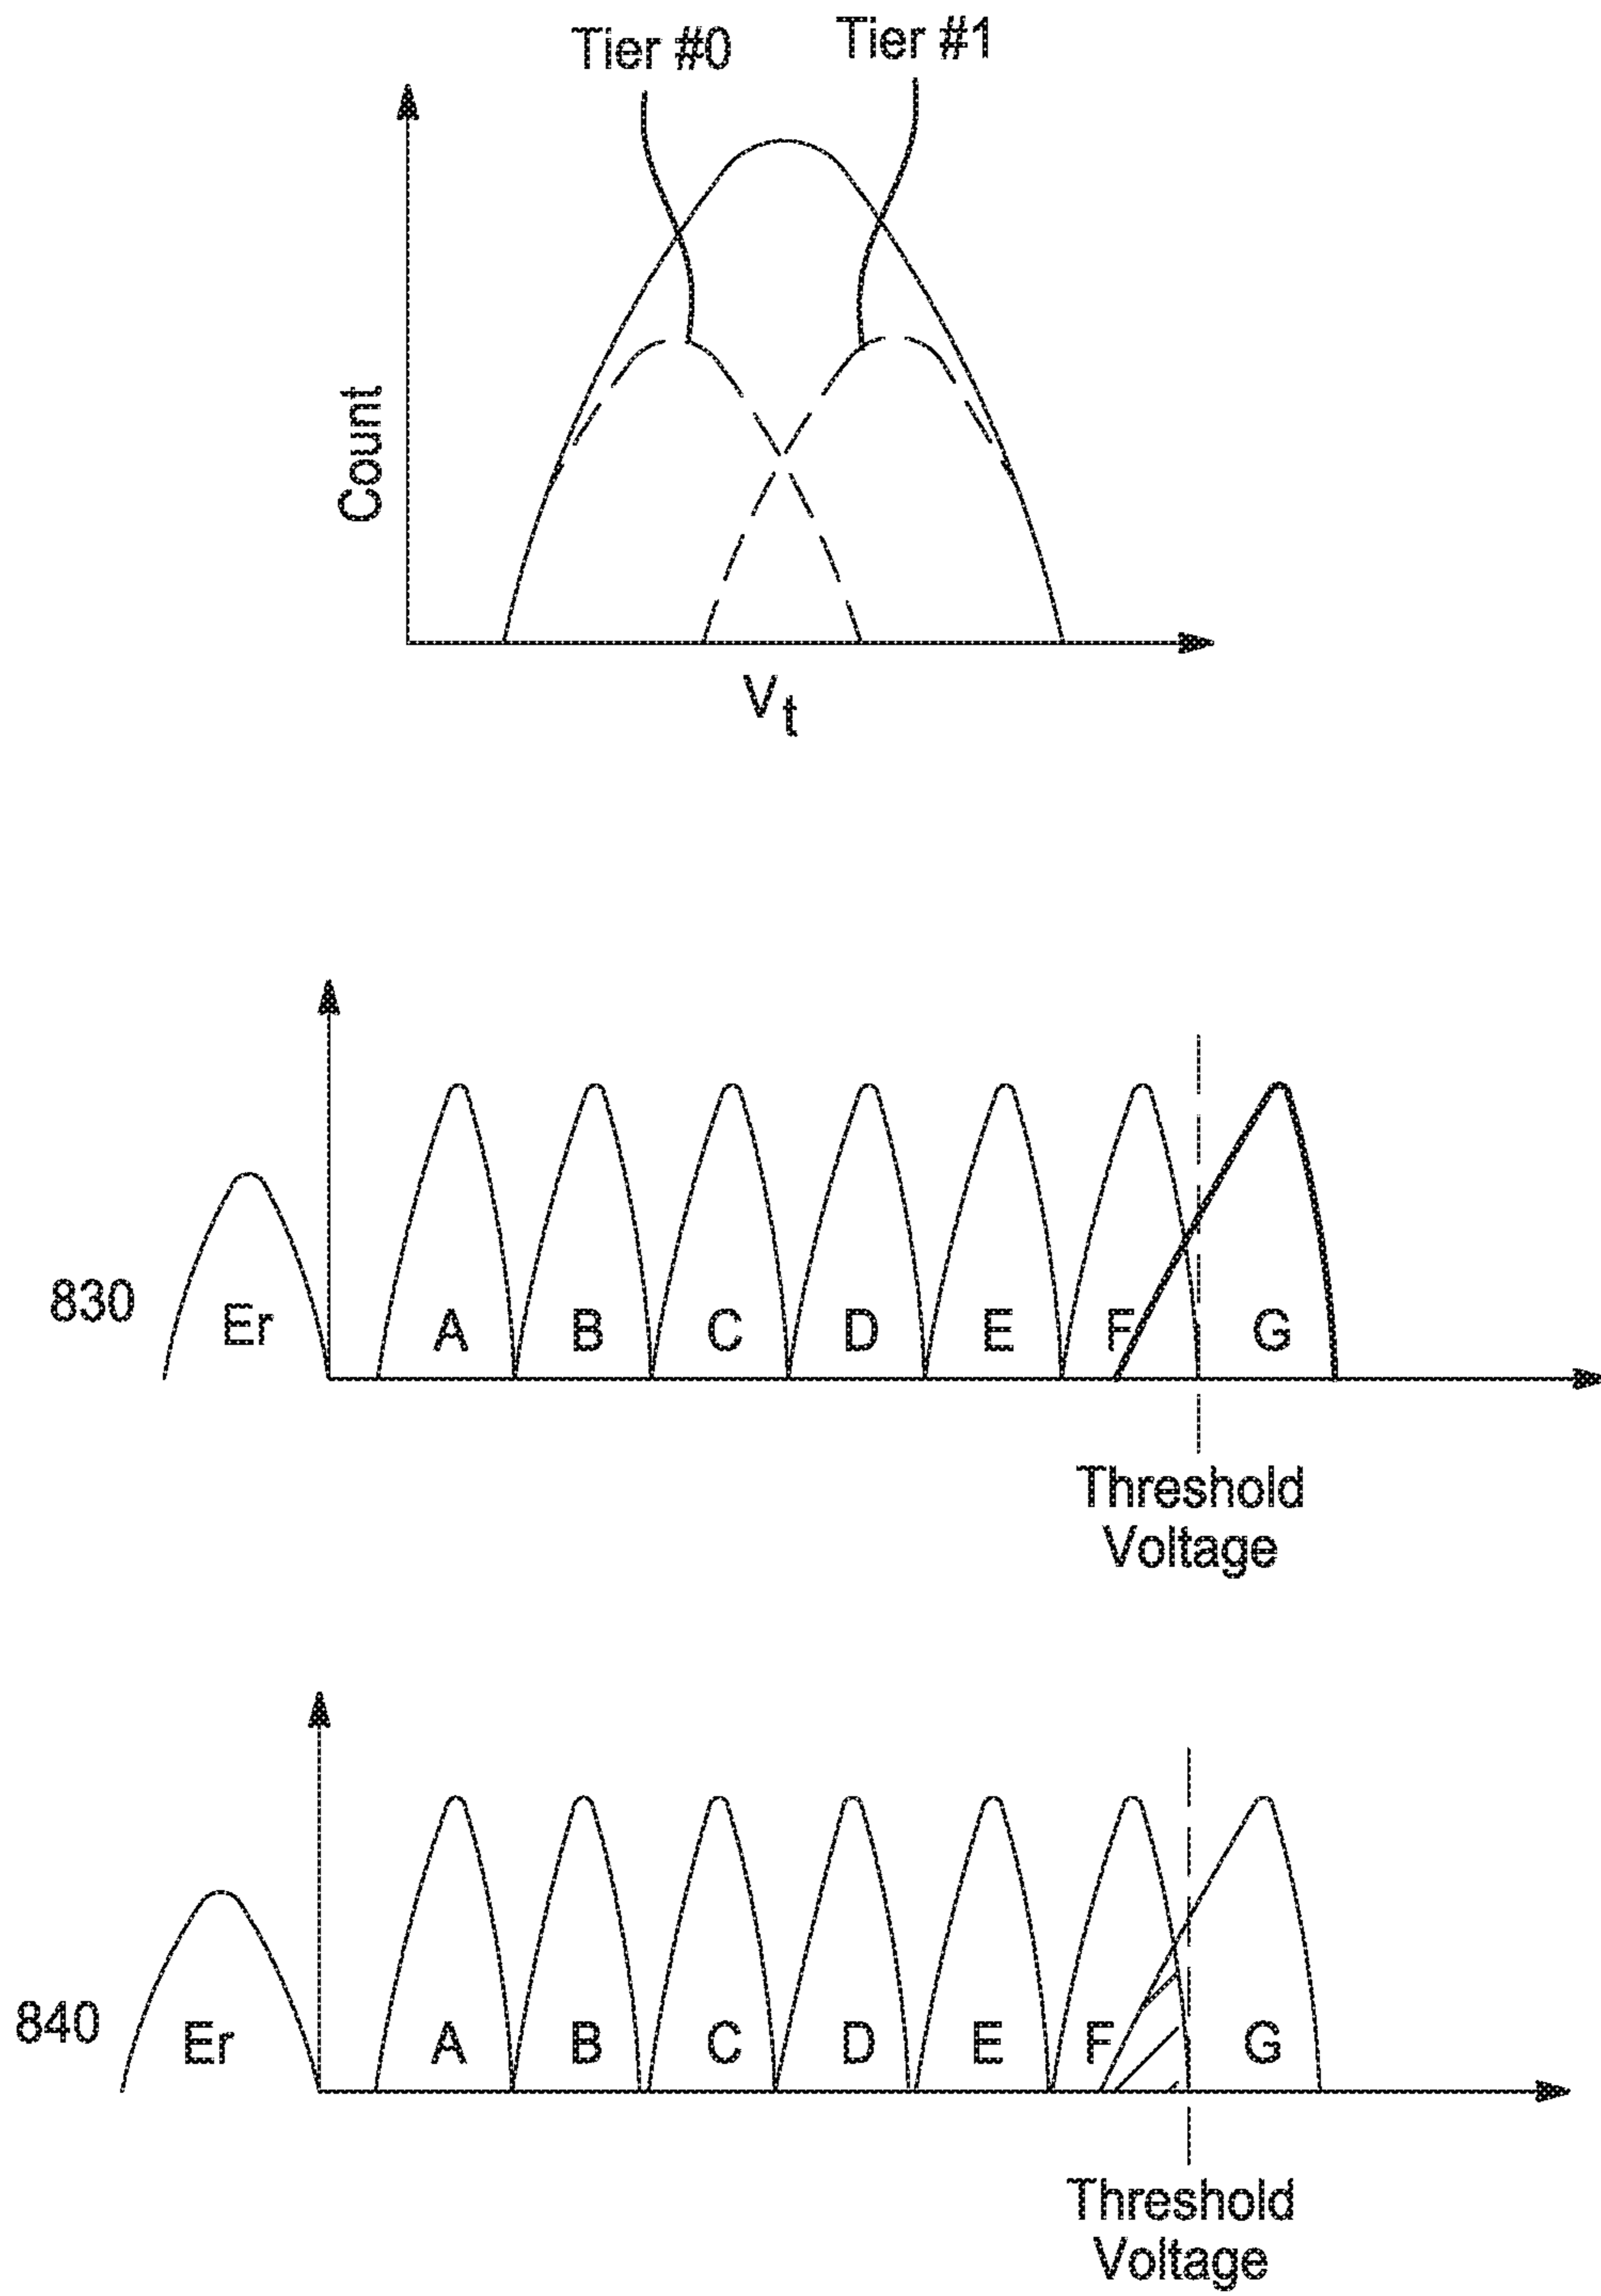 Tier #0 Tier #1
Count
Vt
830 Er A B C D E F G
Threshold
Voltage
840 Er A B C D E F G
Threshold
Voltage